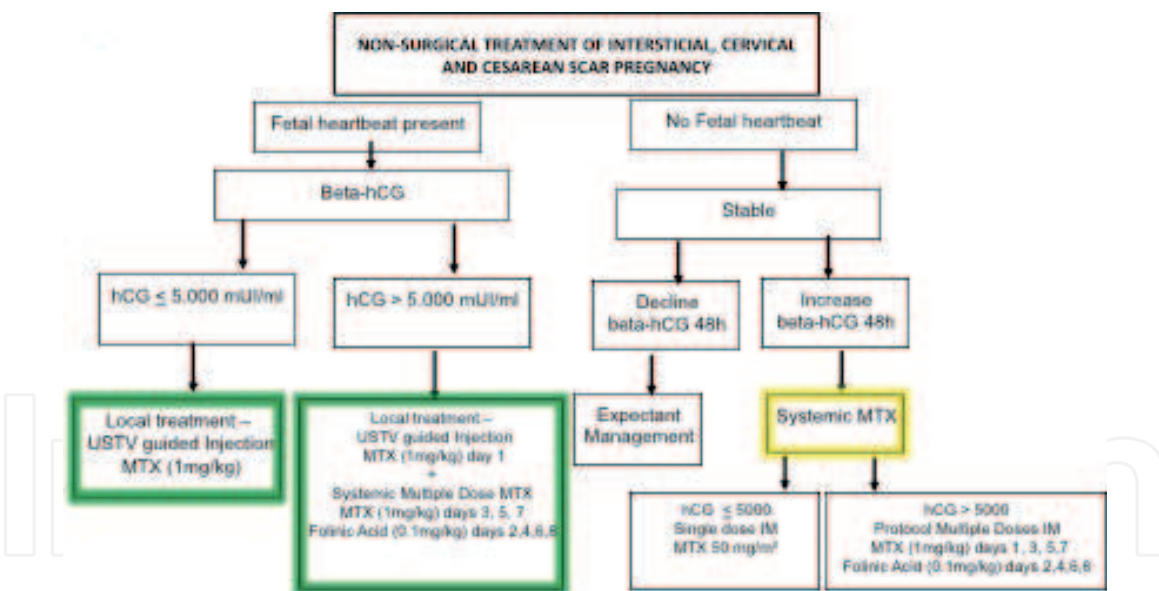 NON-SURGICAL TREATMENT OF INTERSTICIAL, CERVICAL
AND CESAREAN SCAR PREGNANCY
Fetal heartbeat present
No Fetal heartbeat
Beta-hCG
Stable
hCG ≤ 5.000 mUI/ml
hCG > 5.000 mUI/ml
Decline
beta-hCG 48h
Increase
beta-hCG 48h
Local treatment –
USTV guided Injection
MTX (1mg/kg)
Local treatment –
USTV guided Injection
MTX (1mg/kg) day 1
+
Systemic Multiple Dose MTX
MTX (1mg/kg) days 3, 5, 7
Folinic Acid (0.1mg/kg) days 2,4,6,8
Expectant
Management
Systemic MTX
hCG ≤ 5000
Single dose IM
MTX 50 mg/m²
hCG > 5000
Protocol Multiple Doses IM
MTX (1mg/kg) days 1, 3, 5,7
Folinic Acid (0.1mg/kg) days 2,4,6,8